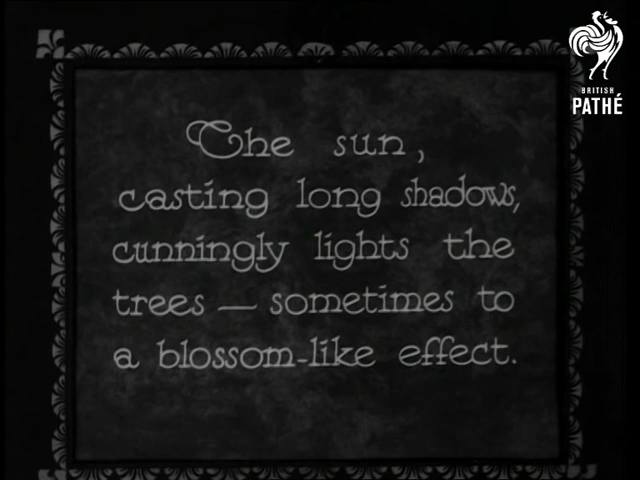 BRITISH
PATHÉ
The sun,
casting long shadows,
cunningly lights the
trees — sometimes to
a blossom-like effect.